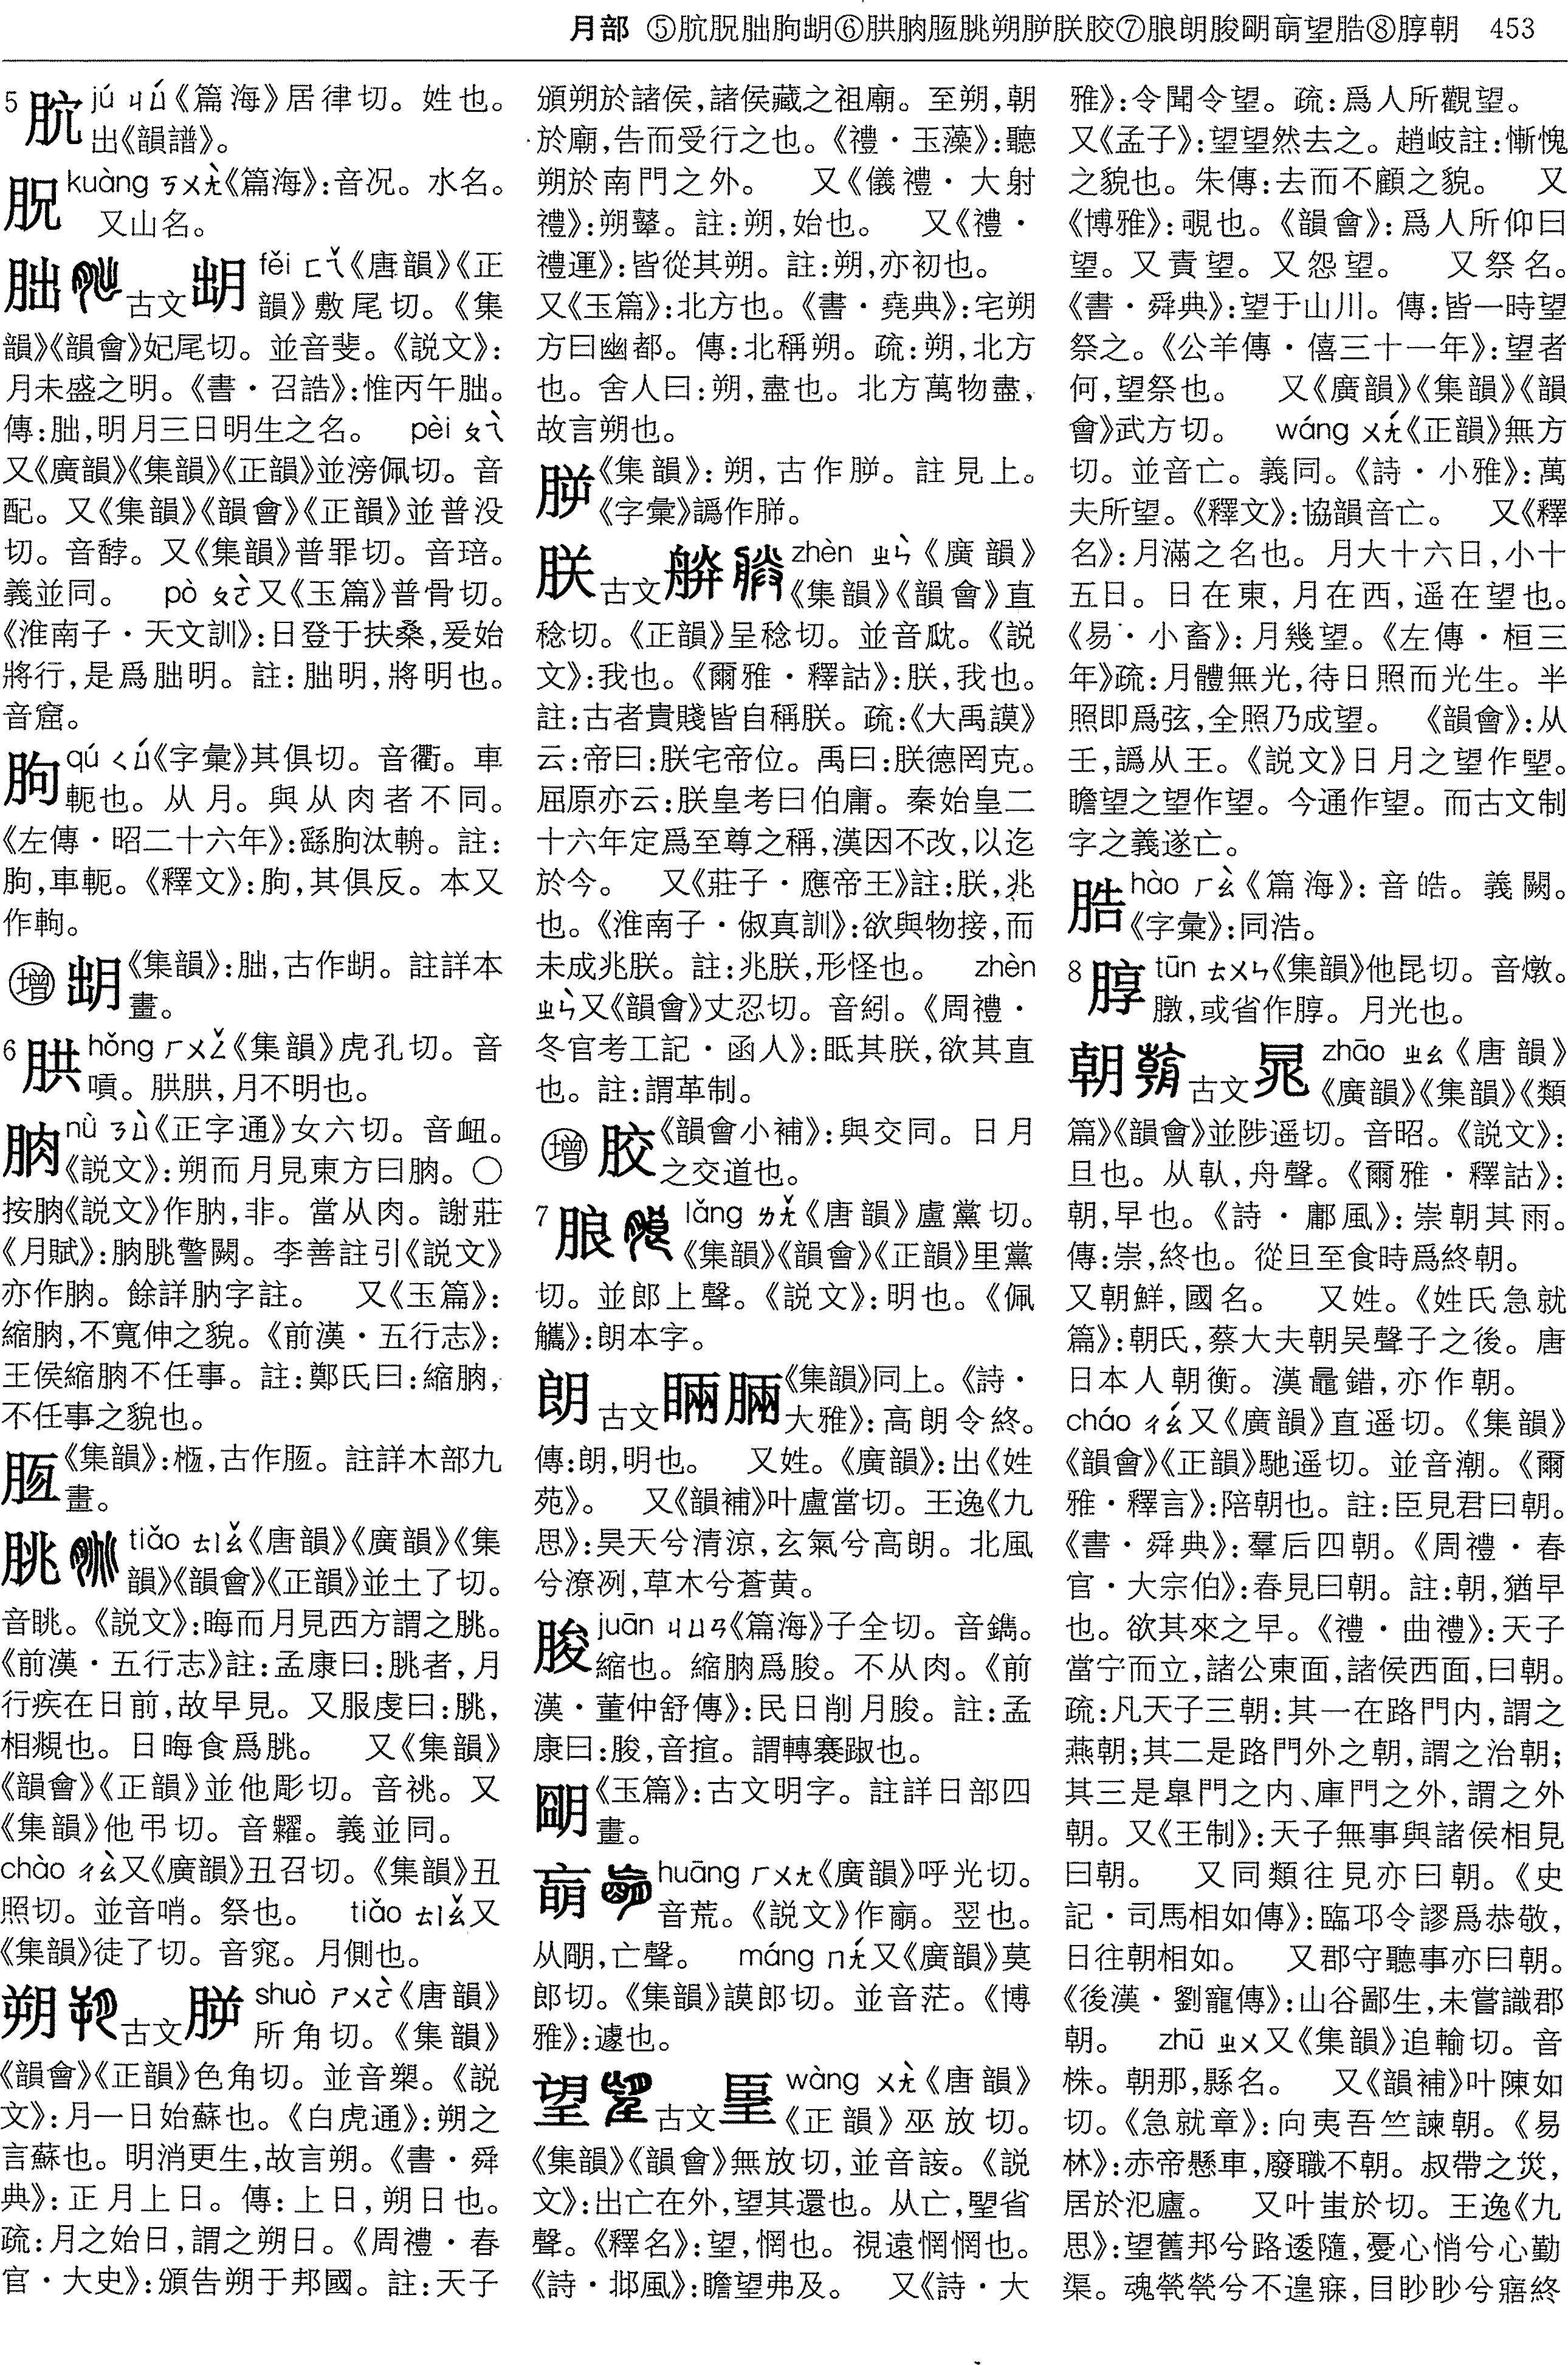 月部 ⑤肮胐朐⑥朑朒朓朔朕胶⑦朖朗朘朚望⑧朜朝 453
5 jú ㄐㄩˊ《篇海》居律切。姓也。
出《韻譜》。
kuàng ㄎㄨㄤˋ《篇海》:音况。水名。
又山名。
朏 古文 fěi ㄈㄟˇ《唐韻》《正
韻》敷尾切。《集
韻》《韻會》妃尾切。並音斐。《説文》:
月未盛之明。《書·召誥》:惟丙午朏。
傳:朏,明月三日明生之名。 pèi ㄆㄟˋ
又《廣韻》《集韻》《正韻》並滂佩切。音
配。又《集韻》《韻會》《正韻》並普没
切。音馞。又《集韻》普罪切。音琣。
義並同。 pò ㄆㄛˋ又《玉篇》普骨切。
《淮南子·天文訓》:日登于扶桑,爰始
將行,是爲朏明。註:朏明,將明也。
音窟。
朐 qú ㄑㄩˊ《字彙》其俱切。音衢。車
軛也。从月。與从肉者不同。
《左傳·昭二十六年》:繇朐汰輈。註:
朐,車軛。《釋文》:朐,其俱反。本又
作軥。
增 《集韻》:朏,古作。註詳本
畫。
6 hǒng ㄏㄨㄥˇ《集韻》虎孔切。音
嗊。,月不明也。
朒 nǜ ㄋㄩˋ《正字通》女六切。音衄。
《説文》:朔而月見東方曰朒。〇
按朒《説文》作肭,非。當从肉。謝莊
《月賦》:朒朓警闕。李善註引《説文》
亦作朒。餘詳肭字註。 又《玉篇》:
縮朒,不寬伸之貌。《前漢·五行志》:
王侯縮朒不任事。註:鄭氏曰:縮朒,
不任事之貌也。
《集韻》:㮓,古作。註詳木部九
畫。
朓 tiǎo ㄊㄧㄠˇ《唐韻》《廣韻》《集
韻》《韻會》《正韻》並土了切。
音眺。《説文》:晦而月見西方謂之朓。
《前漢·五行志》註:孟康曰:朓者,月
行疾在日前,故早見。又服虔曰:朓,
相覜也。日晦食爲朓。 又《集韻》
《韻會》《正韻》並他彫切。音祧。又
《集韻》他弔切。音糶。義並同。
chào ㄔㄠˋ又《廣韻》丑召切。《集韻》丑
照切。並音哨。祭也。 tiǎo ㄊㄧㄠˇ又
《集韻》徒了切。音窕。月側也。
朔 古文 shuò ㄕㄨㄛˋ《唐韻》
所角切。《集韻》
《韻會》《正韻》色角切。並音槊。《説
文》:月一日始蘇也。《白虎通》:朔之
言蘇也。明消更生,故言朔。《書·舜
典》:正月上日。傳:上日,朔日也。
疏:月之始日,謂之朔日。《周禮·春
官·大史》:頒告朔于邦國。註:天子
頒朔於諸侯,諸侯藏之祖廟。至朔,朝
於廟,告而受行之也。《禮·玉藻》:聽
朔於南門之外。 又《儀禮·大射
禮》:朔鼙。註:朔,始也。 又《禮·
禮運》:皆從其朔。註:朔,亦初也。
又《玉篇》:北方也。《書·堯典》:宅朔
方曰幽都。傳:北稱朔。疏:朔,北方
也。舍人曰:朔,盡也。北方萬物盡,
故言朔也。
《集韻》:朔,古作。註見上。
《字彙》譌作。
朕 古文 zhèn ㄓㄣˋ《廣韻》
《集韻》《韻會》直
稔切。《正韻》呈稔切。並音䏙。《説
文》:我也。《爾雅·釋詁》:朕,我也。
註:古者貴賤皆自稱朕。疏:《大禹謨》
云:帝曰:朕宅帝位。禹曰:朕德罔克。
屈原亦云:朕皇考曰伯庸。秦始皇二
十六年定爲至尊之稱,漢因不改,以迄
於今。 又《莊子·應帝王》註:朕,兆
也。《淮南子·俶真訓》:欲與物接,而
未成兆朕。註:兆朕,形怪也。 zhèn
ㄓㄣˋ又《韻會》丈忍切。音紖。《周禮·
冬官考工記·函人》:眡其朕,欲其直
也。註:謂革制。
增 胶 《韻會小補》:與交同。日月
之交道也。
7 朖 lǎng ㄌㄤˇ《唐韻》盧黨切。
《集韻》《韻會》《正韻》里黨
切。並郎上聲。《説文》:明也。《佩
觿》:朗本字。
朗 古文 《集韻》同上。《詩·
大雅》:高朗令終。
傳:朗,明也。 又姓。《廣韻》:出《姓
苑》。 又《韻補》叶盧當切。王逸《九
思》:昊天兮清涼,玄氣兮高朗。北風
兮潦冽,草木兮蒼黄。
朘 juān ㄐㄩㄢ《篇海》子全切。音鐫。
縮也。縮朒爲朘。不从肉。《前
漢·董仲舒傳》:民日削月朘。註:孟
康曰:朘,音揎。謂轉褰踧也。
朙 《玉篇》:古文明字。註詳日部四
畫。
朚 huāng ㄏㄨㄤ《廣韻》呼光切。
音荒。《説文》作。翌也。
从朙,亡聲。 máng ㄇㄤˊ又《廣韻》莫
郎切。《集韻》謨郎切。並音茫。《博
雅》:遽也。
望 古文 wàng ㄨㄤˋ《唐韻》
《正韻》巫放切。
《集韻》《韻會》無放切,並音䛃。《説
文》:出亡在外,望其還也。从亡,朢省
聲。《釋名》:望,惘也。視遠惘惘也。
《詩·邶風》:瞻望弗及。 又《詩·大
雅》:令聞令望。疏:爲人所觀望。
又《孟子》:望望然去之。趙岐註:慚愧
之貌也。朱傳:去而不顧之貌。 又
《博雅》:覗也。《韻會》:爲人所仰曰
望。又責望。又怨望。 又祭名。
《書·舜典》:望于山川。傳:皆一時望
祭之。《公羊傳·僖三十一年》:望者
何,望祭也。 又《廣韻》《集韻》《韻
會》武方切。 wáng ㄨㄤˊ《正韻》無方
切。並音亡。義同。《詩·小雅》:萬
夫所望。《釋文》:協韻音亡。 又《釋
名》:月滿之名也。月大十六日,小十
五日。日在東,月在西,遥在望也。
《易·小畜》:月幾望。《左傳·桓三
年》疏:月體無光,待日照而光生。半
照即爲弦,全照乃成望。 《韻會》:从
壬,譌从王。《説文》日月之望作朢。
瞻望之望作望。今通作望。而古文制
字之義遂亡。
hào ㄏㄠˋ《篇海》:音皓。義闕。
《字彙》:同浩。
8 朜 tūn ㄊㄨㄣ《集韻》他昆切。音燉。
暾,或省作朜。月光也。
朝 古文 zhāo ㄓㄠ《唐韻》
《廣韻》《集韻》《類
篇》《韻會》並陟遥切。音昭。《説文》:
旦也。从倝,舟聲。《爾雅·釋詁》:
朝,早也。《詩·鄘風》:崇朝其雨。
傳:崇,終也。從旦至食時爲終朝。
又朝鮮,國名。 又姓。《姓氏急就
篇》:朝氏,蔡大夫朝吴聲子之後。唐
日本人朝衡。漢鼂錯,亦作朝。
cháo ㄔㄠˊ又《廣韻》直遥切。《集韻》
《韻會》《正韻》馳遥切。並音潮。《爾
雅·釋言》:陪朝也。註:臣見君曰朝。
《書·舜典》:羣后四朝。《周禮·春
官·大宗伯》:春見曰朝。註:朝,猶早
也。欲其來之早。《禮·曲禮》:天子
當宁而立,諸公東面,諸侯西面,曰朝。
疏:凡天子三朝:其一在路門内,謂之
燕朝;其二是路門外之朝,謂之治朝;
其三是皐門之内、庫門之外,謂之外
朝。又《王制》:天子無事與諸侯相見
曰朝。 又同類往見亦曰朝。《史
記·司馬相如傳》:臨邛令謬爲恭敬,
日往朝相如。 又郡守聽事亦曰朝。
《後漢·劉寵傳》:山谷鄙生,未嘗識郡
朝。 zhū ㄓㄨ又《集韻》追輸切。音
株。朝那,縣名。 又《韻補》叶陳如
切。《急就章》:向夷吾竺諫朝。《易
林》:赤帝懸車,廢職不朝。叔帶之災,
居於氾廬。 又叶蚩於切。王逸《九
思》:望舊邦兮路逶隨,憂心悄兮心勤
渠。魂煢煢兮不遑寐,目眇眇兮寤終